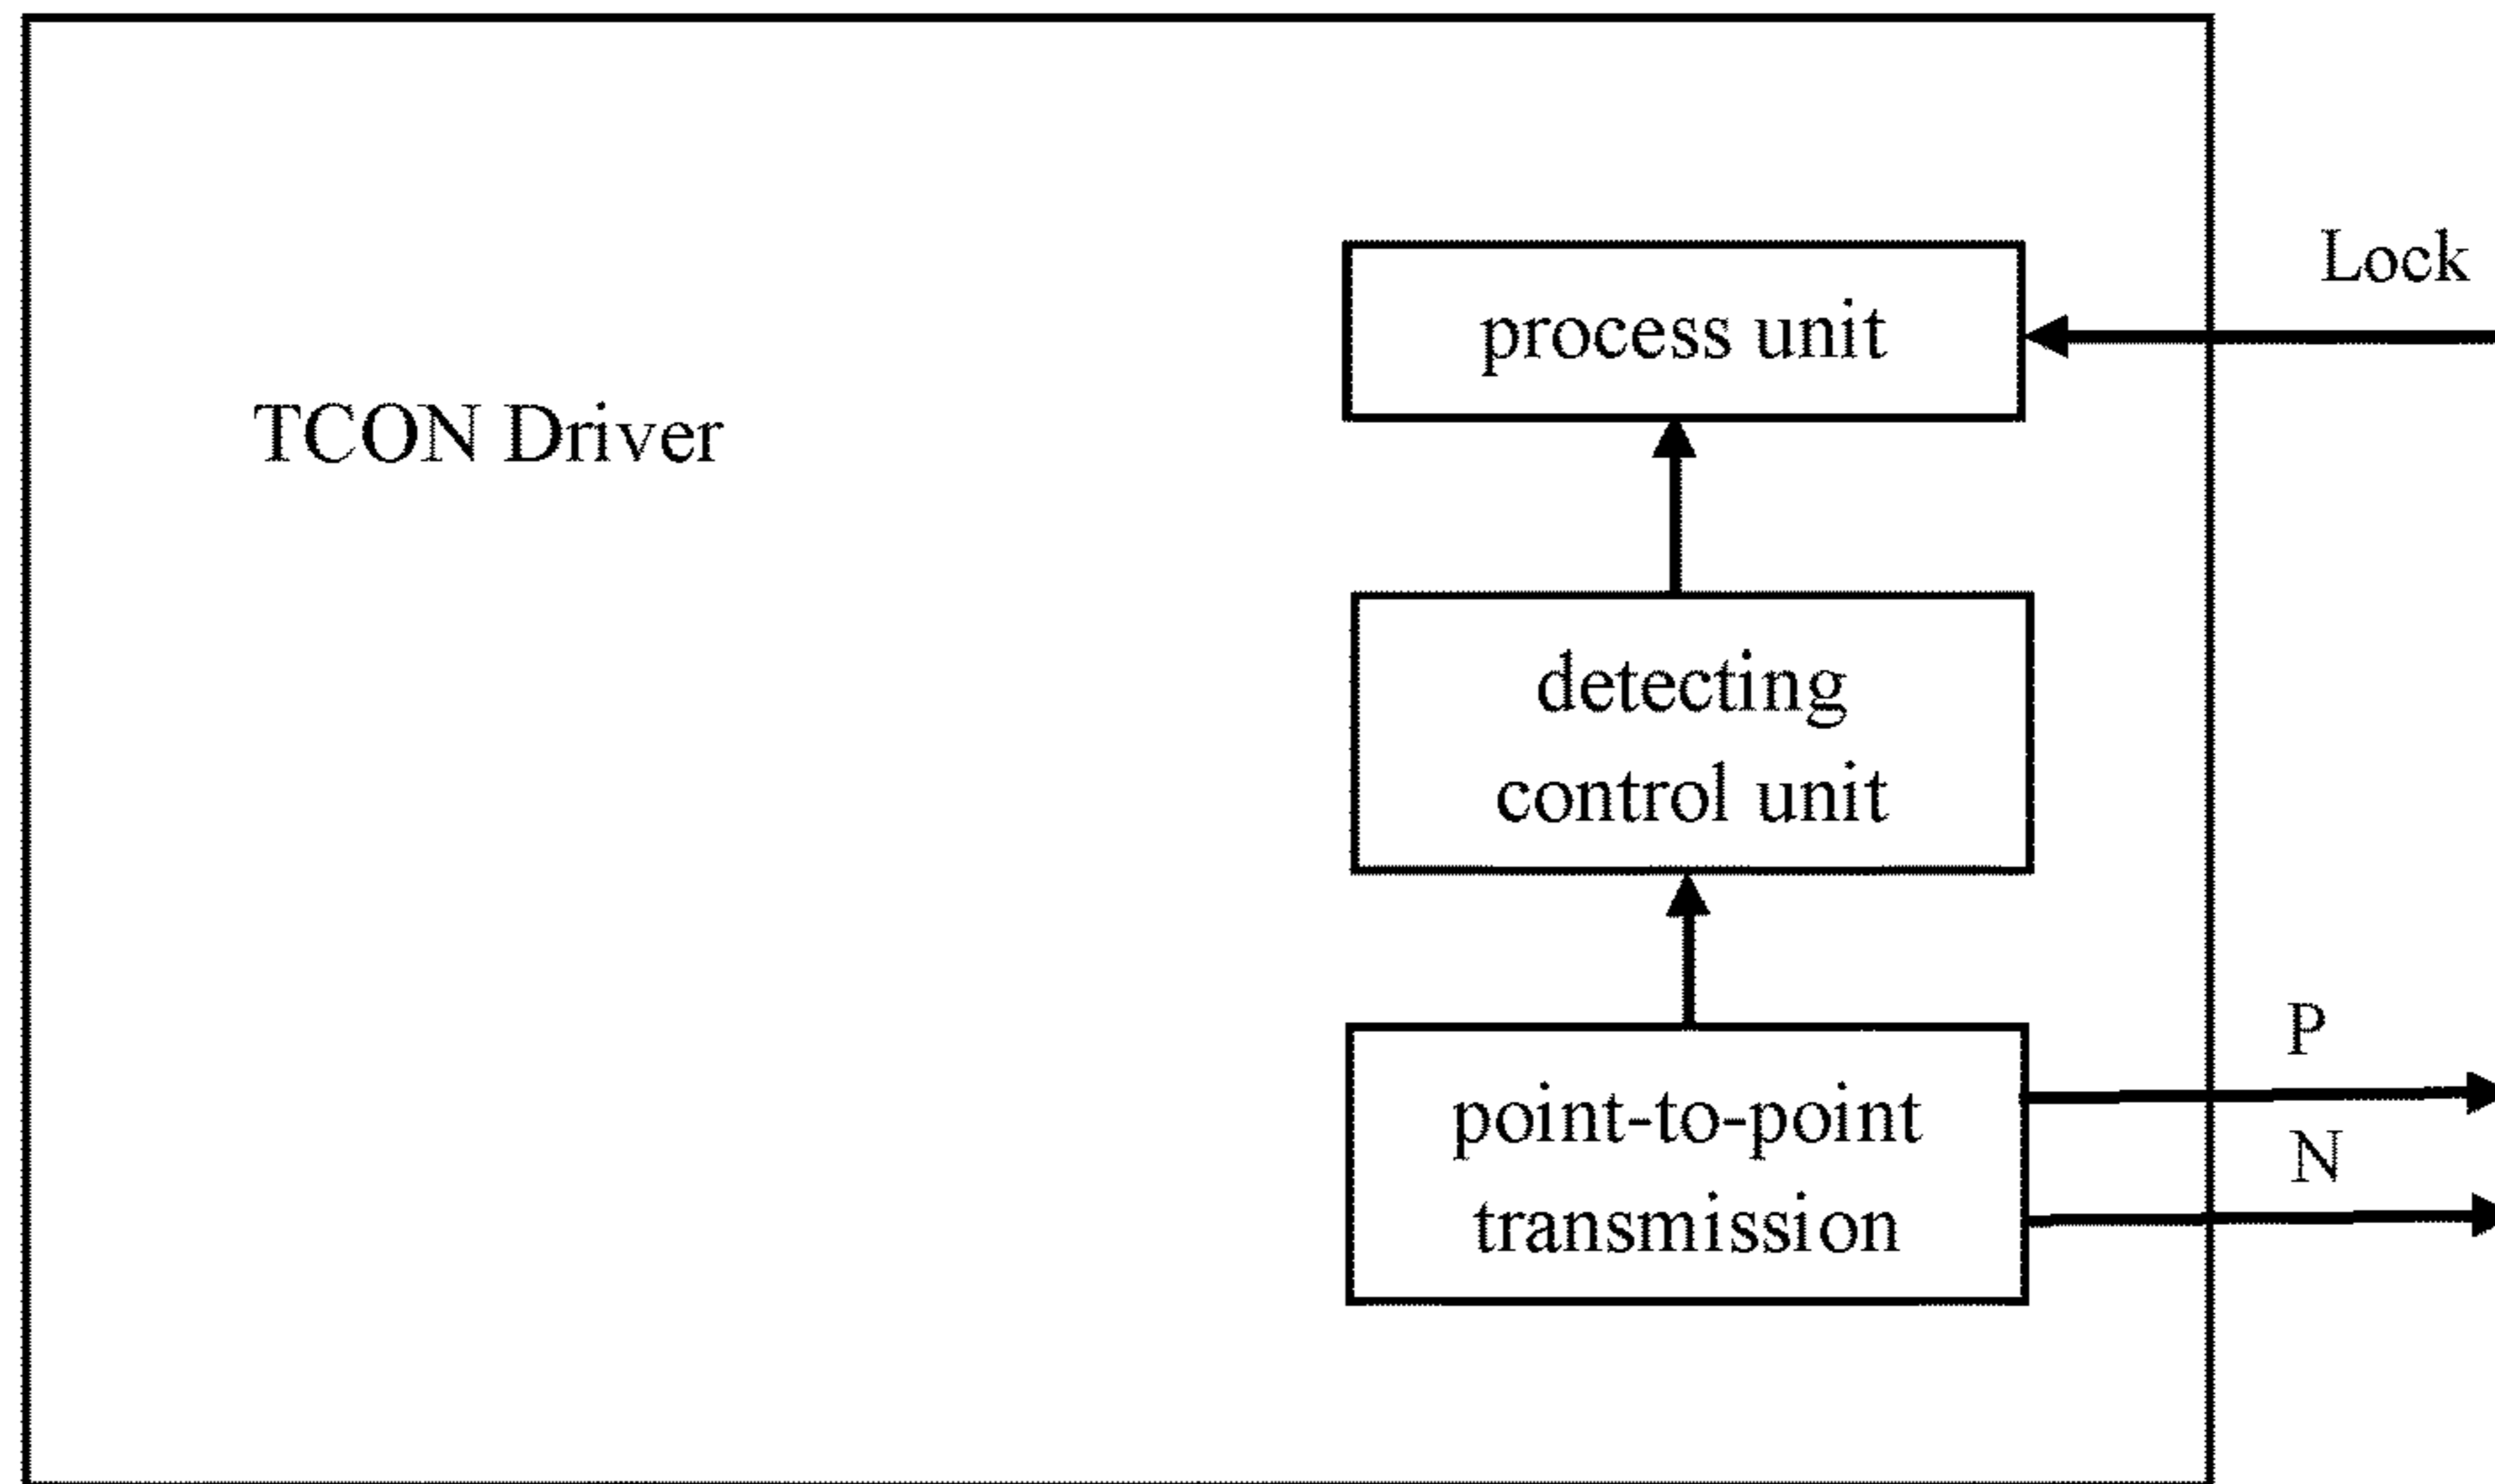 Lock
process unit
TCON Driver
detecting
control unit
P
point-to-point
N
transmission